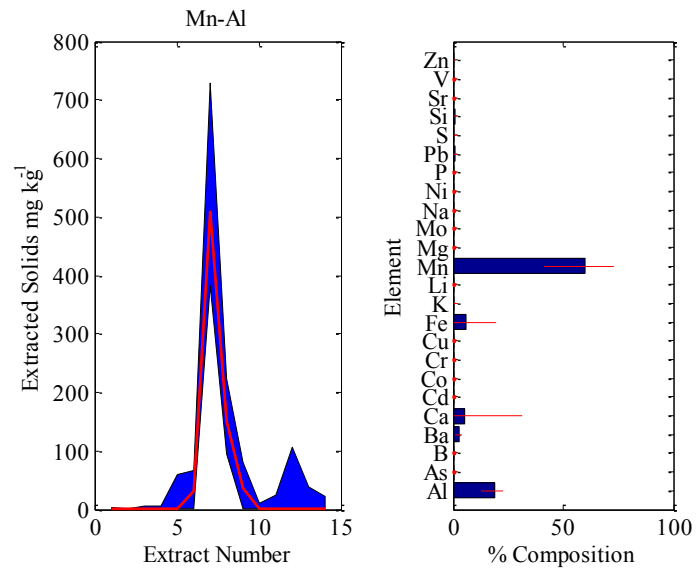 Mn-Al
800
700
600
500
400
300
200
100
0
0 5 10 15
Extracted Solids mg kg-1
Extract Number
Zn
V
Sr
Si
S
Pb
P
Ni
Na
Mo
Mg
Mn
Li
K
Fe
Cu
Cr
Co
Cd
Ca
Ba
B
As
Al
Element
0 50 100
% Composition